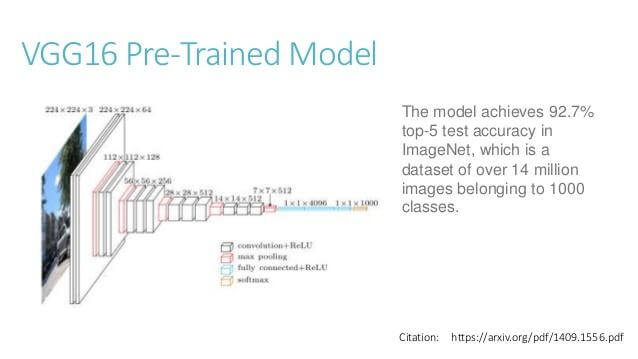 VGG16 Pre-Trained Model
224×224×3 224×224×64
112×112×128
56×56×256
28×28×512
14×14×512
7×7×512
1×1×4096 1×1×1000
convolution+ReLU
max pooling
fully connected+ReLU
softmax
The model achieves 92.7%
top-5 test accuracy in
ImageNet, which is a
dataset of over 14 million
images belonging to 1000
classes.
Citation: https://arxiv.org/pdf/1409.1556.pdf